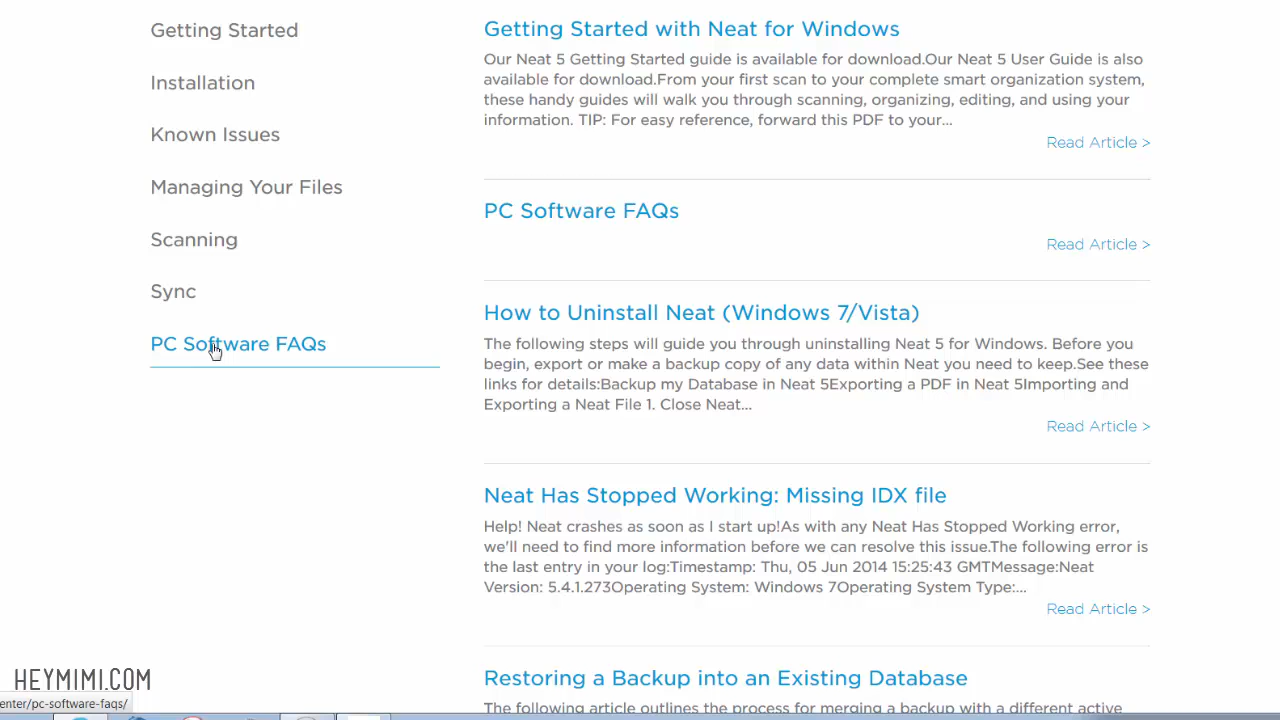 Getting Started
Installation
Known Issues
Managing Your Files
Scanning
Sync
PC Software FAQs
Getting Started with Neat for Windows
Our Neat 5 Getting Started guide is available for download.Our Neat 5 User Guide is also
available for download.From your first scan to your complete smart organization system,
these handy guides will walk you through scanning, organizing, editing, and using your
information. TIP: For easy reference, forward this PDF to your...
Read Article >
PC Software FAQs
Read Article >
How to Uninstall Neat (Windows 7/Vista)
The following steps will guide you through uninstalling Neat 5 for Windows. Before you
begin, export or make a backup copy of any data within Neat you need to keep.See these
links for details:Backup my Database in Neat 5Exporting a PDF in Neat 5Importing and
Exporting a Neat File 1. Close Neat...
Read Article >
Neat Has Stopped Working: Missing IDX file
Help! Neat crashes as soon as I start up!As with any Neat Has Stopped Working error,
we'll need to find more information before we can resolve this issue.The following error is
the last entry in your log:Timestamp: Thu, 05 Jun 2014 15:25:43 GMTMessage:Neat
Version: 5.4.1.273Operating System: Windows 7Operating System Type:...
Read Article >
Restoring a Backup into an Existing Database
The following article outlines the process for merging a backup with a different active
HEYMIMI.COM
enter/pc-software-faqs/